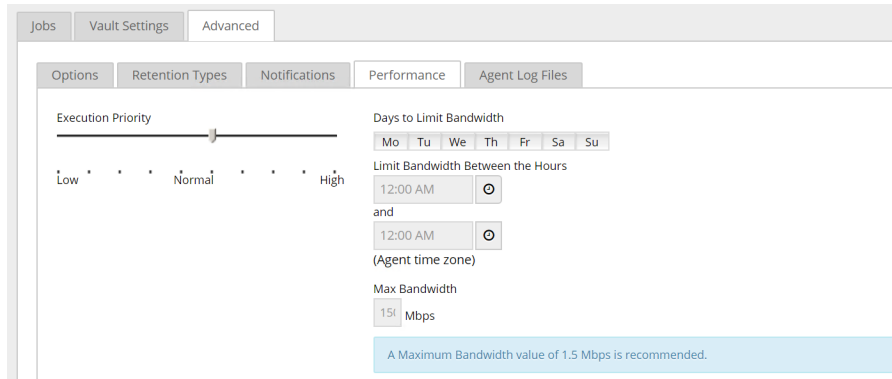 Jobs Vault Settings Advanced
Options Retention Types Notifications Performance Agent Log Files
Execution Priority
Low Normal High
Days to Limit Bandwidth
Mo Tu We Th Fr Sa Su
Limit Bandwidth Between the Hours
12:00 AM
and
12:00 AM
(Agent time zone)
Max Bandwidth
Mbps
A Maximum Bandwidth value of 1.5 Mbps is recommended.